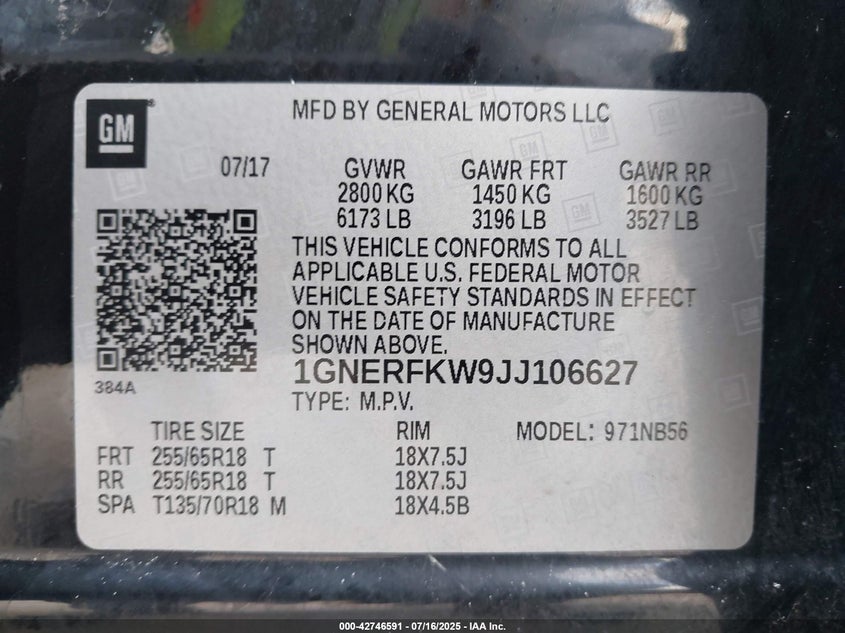 GM
MFD BY GENERAL MOTORS LLC
07/17 GVWR GAWR FRT GAWR RR
2800 KG 1450 KG 1600 KG
6173 LB 3196 LB 3527 LB
THIS VEHICLE CONFORMS TO ALL
APPLICABLE U.S. FEDERAL MOTOR
VEHICLE SAFETY STANDARDS IN EFFECT
ON THE DATE OF MANUFACTURE
SHOWN ABOVE.
384A
1GNERFKW9JJ106627
TYPE: M.P.V.
TIRE SIZE RIM MODEL: 971NB56
FRT 255/65R18 T 18X7.5J
RR 255/65R18 T 18X7.5J
SPA T135/70R18 M 18X4.5B
000-42746591 - 07/16/2025 - IAA Inc.